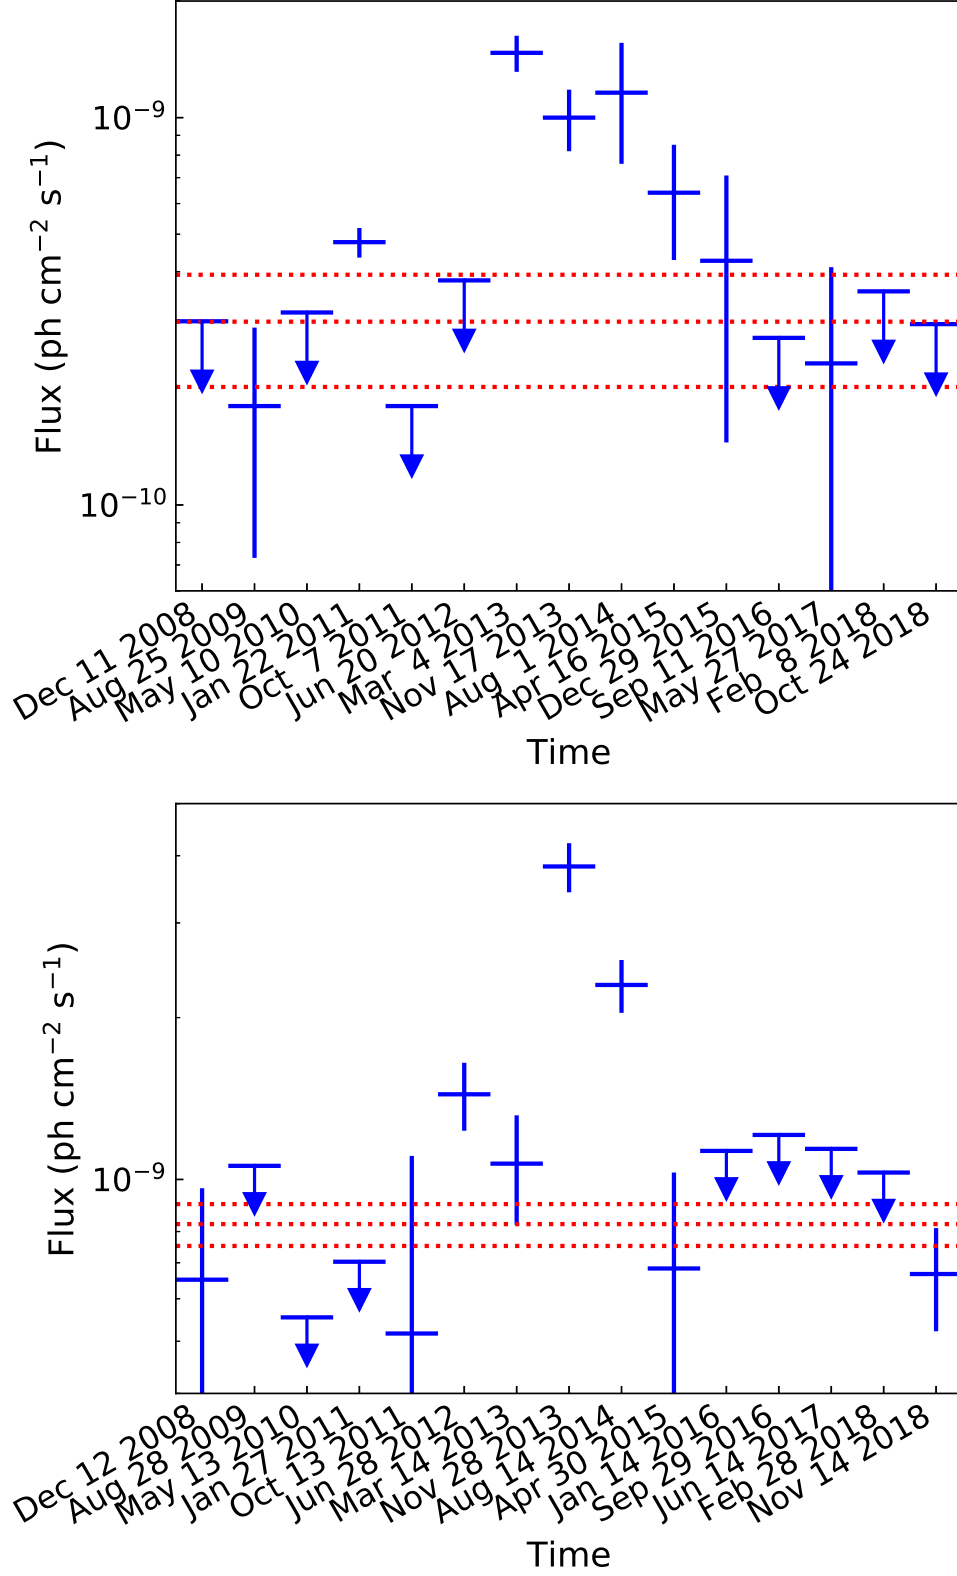 10⁻⁹
10⁻¹⁰
Flux (ph cm⁻² s⁻¹)
Dec 11 2008
Aug 25 2009
May 10 2010
Jan 22 2011
Oct 7 2011
Jun 20 2012
Mar 4 2013
Nov 17 2013
Aug 1 2014
Apr 16 2015
Dec 29 2015
Sep 11 2016
May 27 2017
Feb 8 2018
Oct 24 2018
Time
10⁻⁹
Flux (ph cm⁻² s⁻¹)
Dec 12 2008
Aug 28 2009
May 13 2010
Jan 27 2011
Oct 13 2011
Jun 28 2012
Mar 14 2013
Nov 28 2013
Aug 14 2014
Apr 30 2015
Jan 14 2016
Sep 29 2016
Jun 14 2017
Feb 28 2018
Nov 14 2018
Time